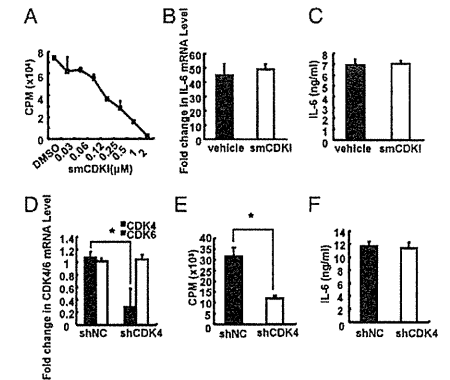 A
CPM (x10⁴)
8
6
4
2
0
DMSO
0.03
0.06
0.12
0.25
0.5
1
2
smCDKI(μM)
B
Fold change in IL-6 mRNA Level
60
50
40
30
20
10
0
vehicle smCDKI
C
IL-6 (ng/ml)
8
7
6
5
4
3
2
1
0
vehicle smCDKI
D
Fold change in CDK4/6 mRNA Level
CDK4
CDK6
*
1.4
1.2
1
0.8
0.6
0.4
0.2
0
shNC shCDK4
E
CPM (x10³)
*
40
35
30
25
20
15
10
5
0
shNC shCDK4
F
IL-6 (ng/ml)
14
12
10
8
6
4
2
0
shNC shCDK4